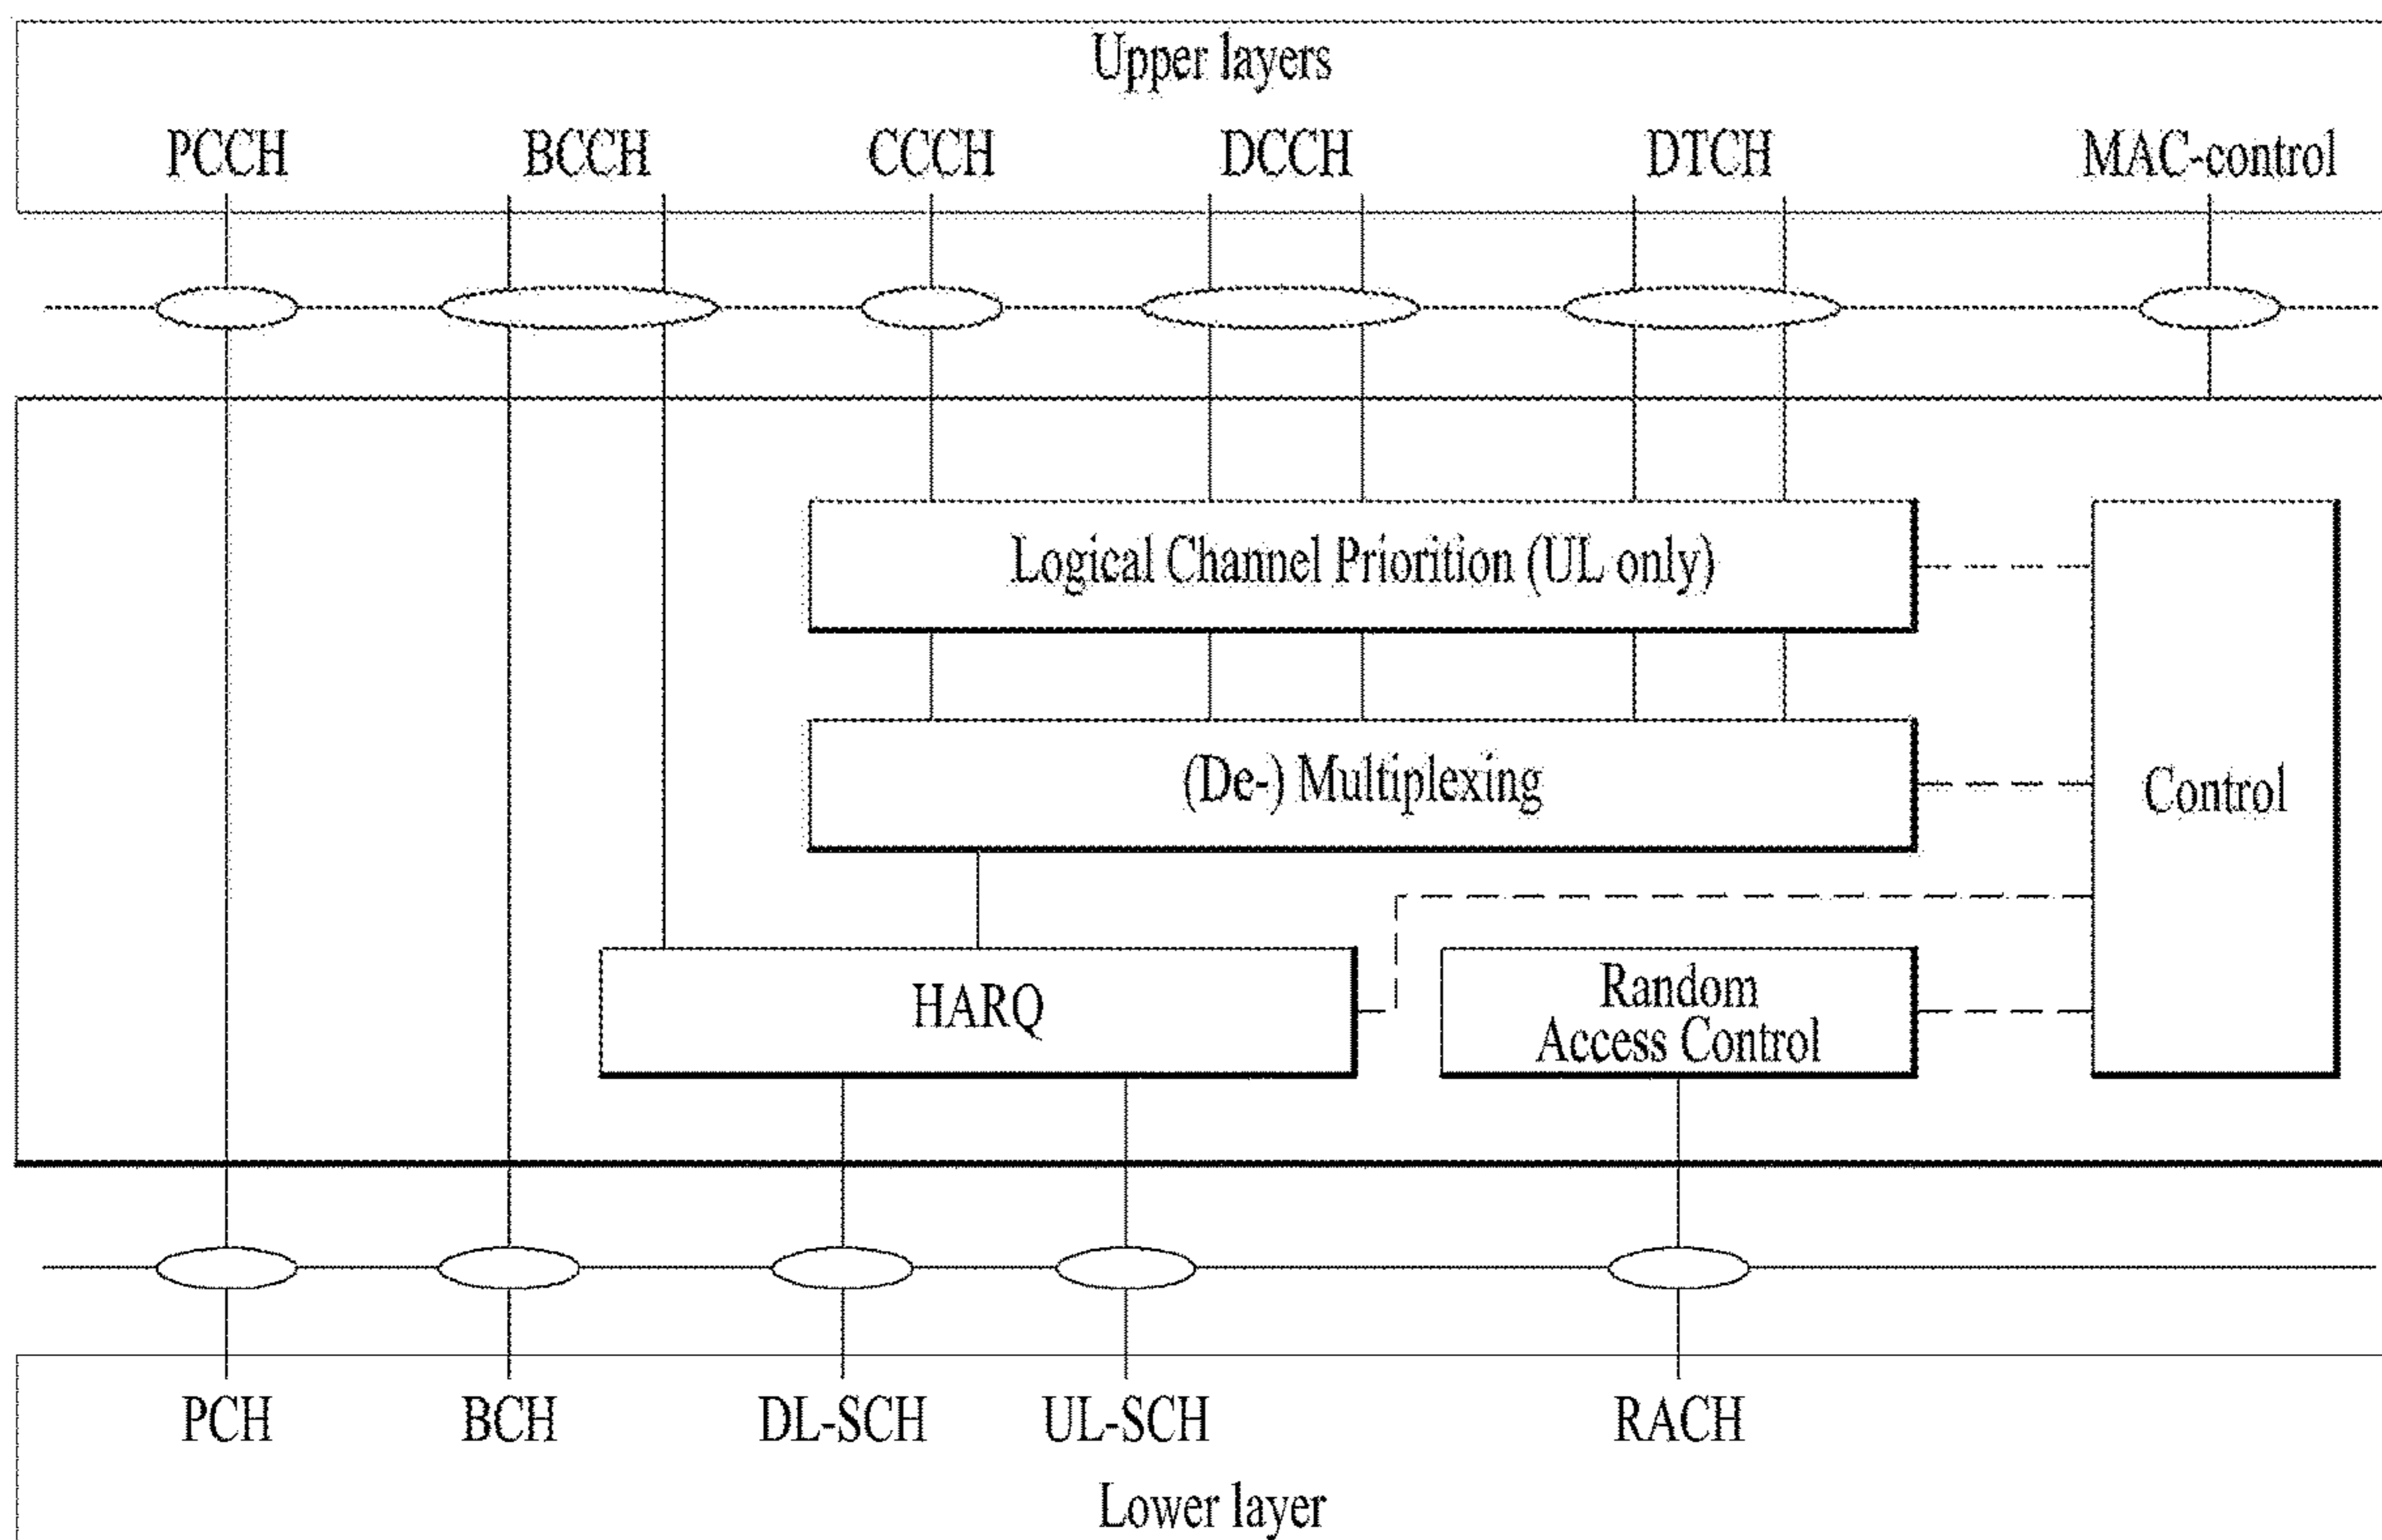 Upper layers
PCCH BCCH CCCH DCCH DTCH MAC-control
Logical Channel Priorition (UL only)
(De-) Multiplexing
Control
HARQ
Random
Access Control
PCH BCH DL-SCH UL-SCH RACH
Lower layer